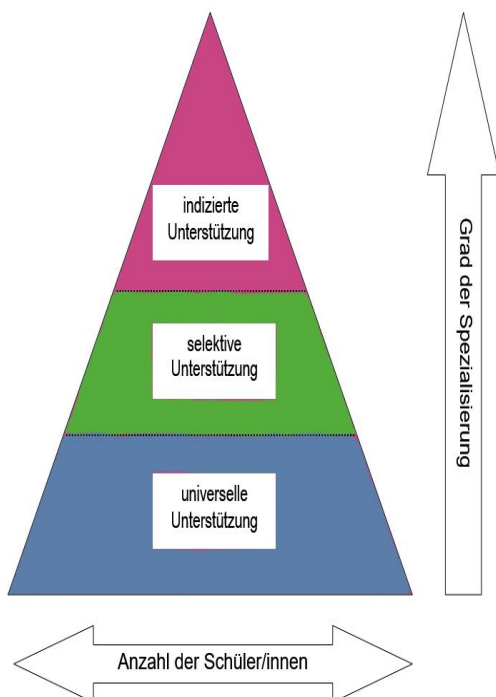 indizierte
Unterstützung
selektive
Unterstützung
universelle
Unterstützung
Grad der Spezialisierung
Anzahl der Schüler/innen